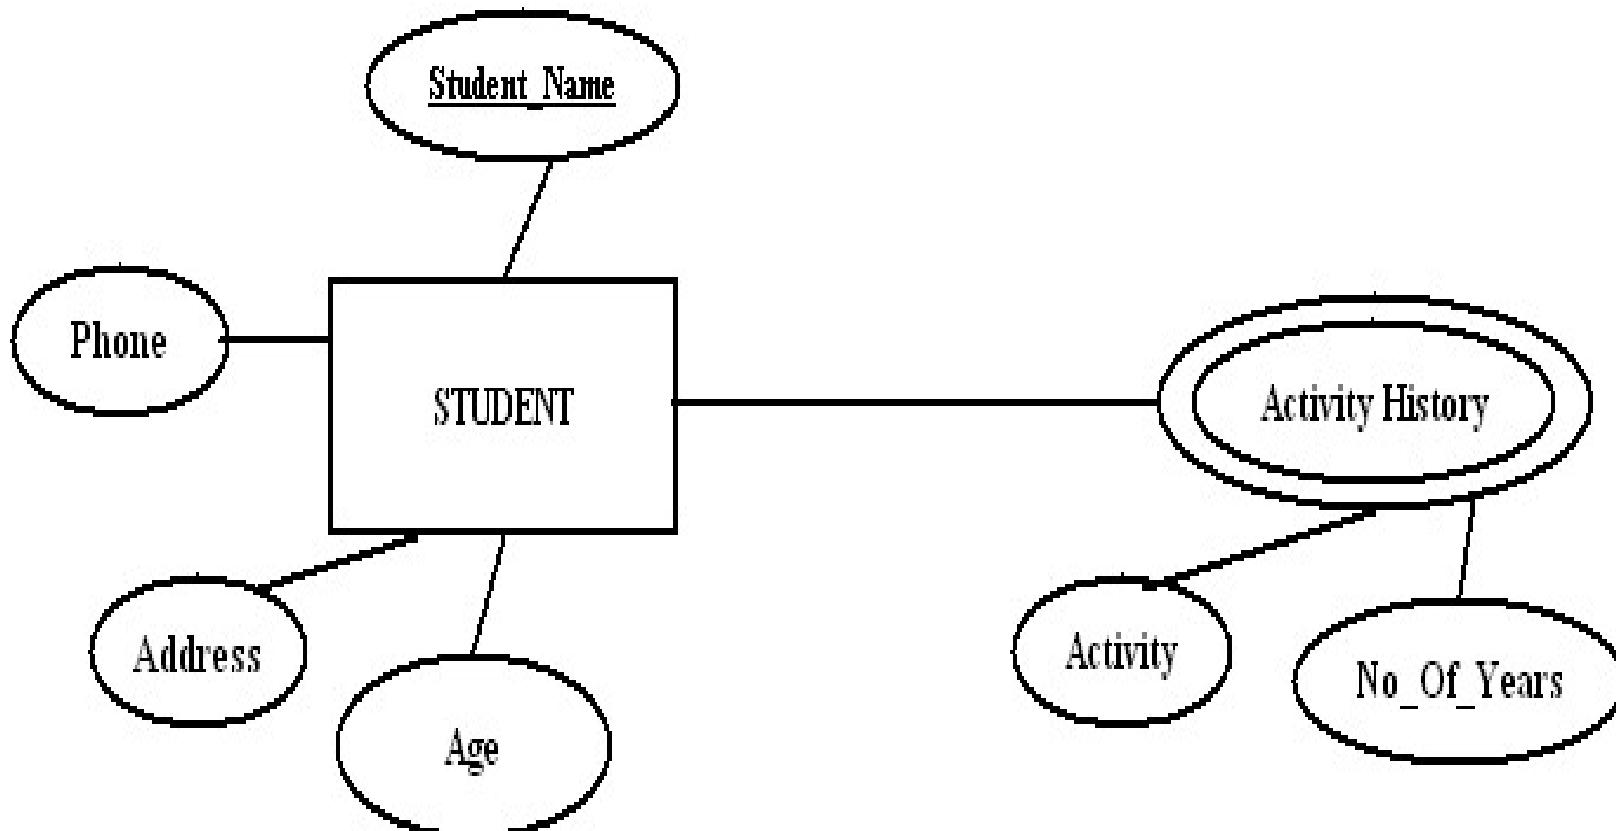 Student_Name
Phone
STUDENT
Activity History
Address
Activity
No_Of_Years
Age